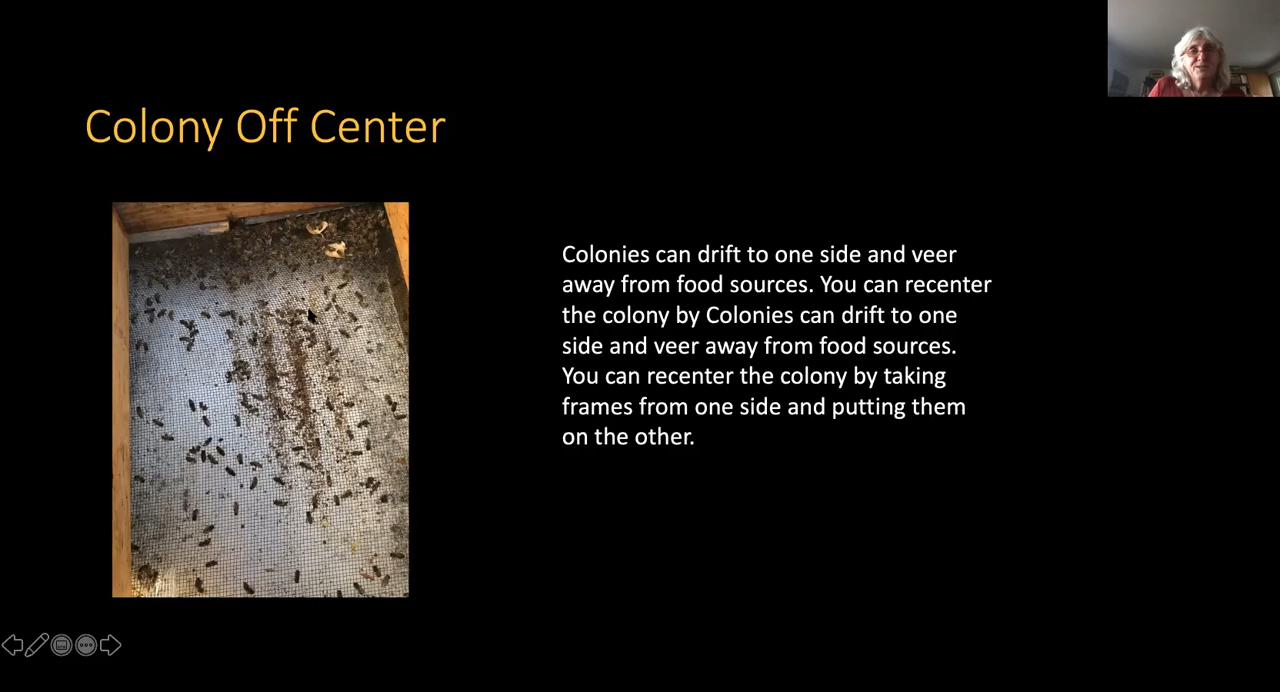 Colony Off Center
Colonies can drift to one side and veer
away from food sources. You can recenter
the colony by Colonies can drift to one
side and veer away from food sources.
You can recenter the colony by taking
frames from one side and putting them
on the other.